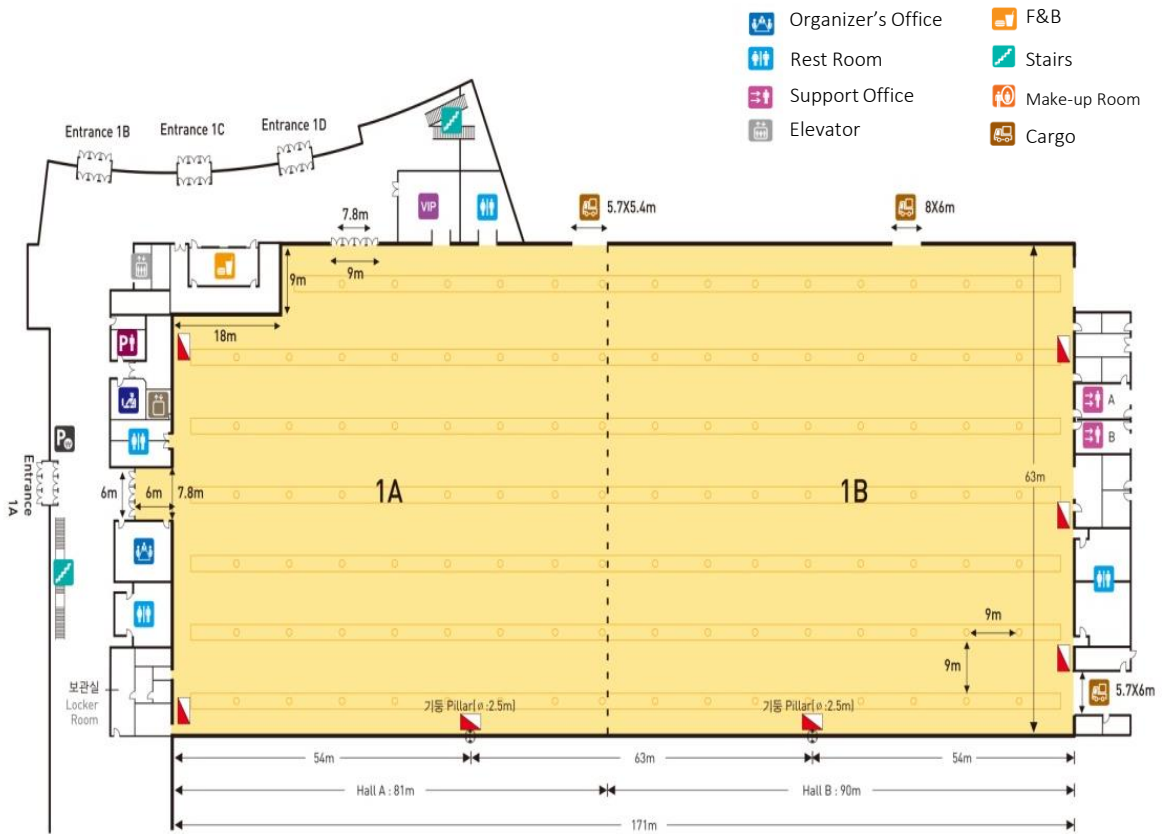 Organizer's Office
F&B
Rest Room
Stairs
Support Office
Make-up Room
Elevator
Cargo
Entrance 1B
Entrance 1C
Entrance 1D
VIP
7.8m
5.7X5.4m
8X6m
9m
9m
18m
P
A
B
P
Entrance
1A
6m
6m
7.8m
1A
1B
63m
9m
9m
보관실
Locker
Room
기둥 Pillar(ø:2.5m)
기둥 Pillar(ø:2.5m)
5.7X6m
54m
63m
54m
Hall A : 81m
Hall B : 90m
171m